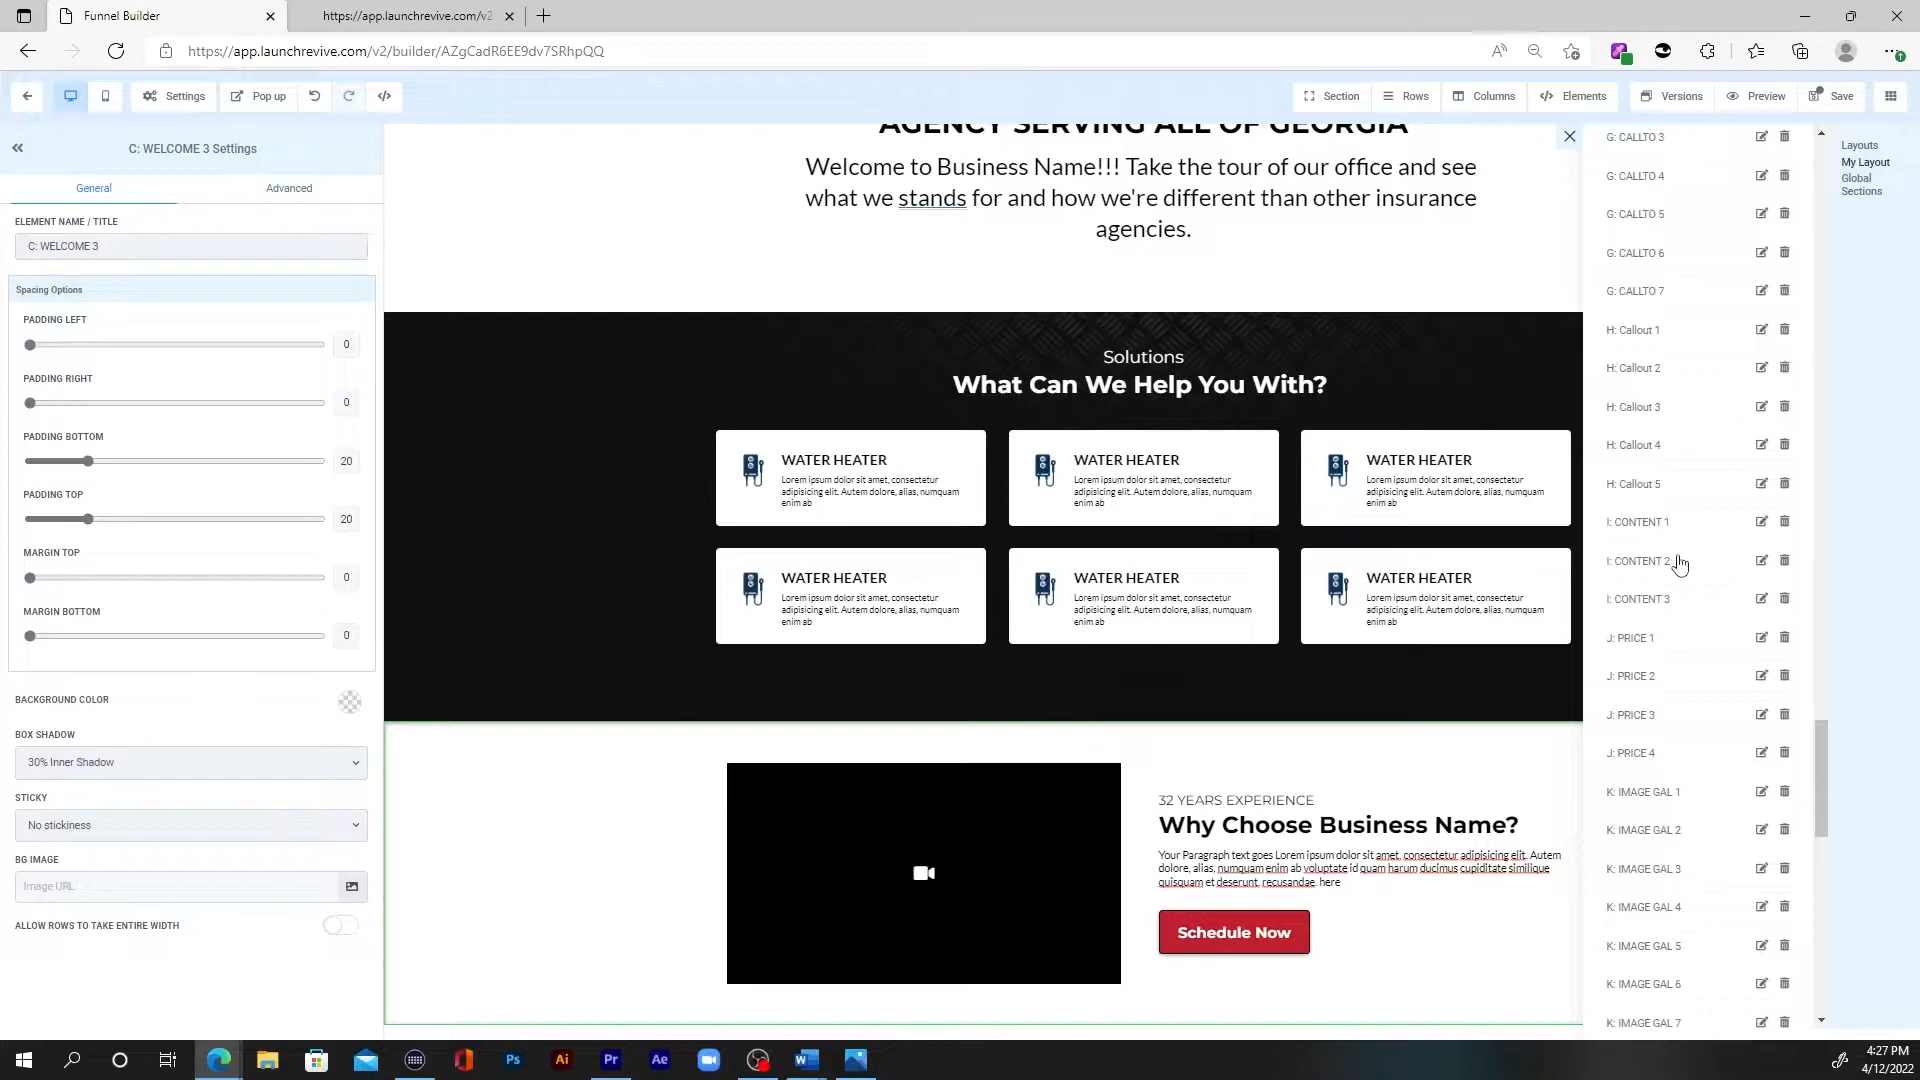 Funnel Builder
https://app.launchrevive.com/v2
https://app.launchrevive.com/v2/builder/AZgCadR6EE9dv7SRhpQQ
Settings
Pop up
Section
Rows
Columns
Elements
Versions
Preview
Save
C: WELCOME 3 Settings
General
Advanced
ELEMENT NAME / TITLE
C: WELCOME 3
Spacing Options
PADDING LEFT
0
PADDING RIGHT
0
PADDING BOTTOM
20
PADDING TOP
20
MARGIN TOP
0
MARGIN BOTTOM
0
BACKGROUND COLOR
BOX SHADOW
30% Inner Shadow
STICKY
No stickiness
BG IMAGE
Image URL
ALLOW ROWS TO TAKE ENTIRE WIDTH
AGENCY SERVING ALL OF GEORGIA
Welcome to Business Name!!! Take the tour of our office and see
what we stands for and how we're different than other insurance
agencies.
Solutions
What Can We Help You With?
WATER HEATER
Lorem ipsum dolor sit amet, consectetur
adipisicing elit. Autem dolore, alias, numquam
enim ab
WATER HEATER
Lorem ipsum dolor sit amet, consectetur
adipisicing elit. Autem dolore, alias, numquam
enim ab
WATER HEATER
Lorem ipsum dolor sit amet, consectetur
adipisicing elit. Autem dolore, alias, numquam
enim ab
WATER HEATER
Lorem ipsum dolor sit amet, consectetur
adipisicing elit. Autem dolore, alias, numquam
enim ab
WATER HEATER
Lorem ipsum dolor sit amet, consectetur
adipisicing elit. Autem dolore, alias, numquam
enim ab
WATER HEATER
Lorem ipsum dolor sit amet, consectetur
adipisicing elit. Autem dolore, alias, numquam
enim ab
32 YEARS EXPERIENCE
Why Choose Business Name?
Your Paragraph text goes Lorem ipsum dolor sit amet, consectetur adipisicing elit. Autem
dolore, alias, numquam enim ab voluptate id quam harum ducimus cupiditate similique
quisquam et deserunt, recusandae. here
Schedule Now
G: CALLTO 3
G: CALLTO 4
G: CALLTO 5
G: CALLTO 6
G: CALLTO 7
H: Callout 1
H: Callout 2
H: Callout 3
H: Callout 4
H: Callout 5
I: CONTENT 1
I: CONTENT 2
I: CONTENT 3
J: PRICE 1
J: PRICE 2
J: PRICE 3
J: PRICE 4
K: IMAGE GAL 1
K: IMAGE GAL 2
K: IMAGE GAL 3
K: IMAGE GAL 4
K: IMAGE GAL 5
K: IMAGE GAL 6
K: IMAGE GAL 7
Layouts
My Layout
Global
Sections
Ps
Ai
Pr
Ae
4:27 PM
4/12/2022